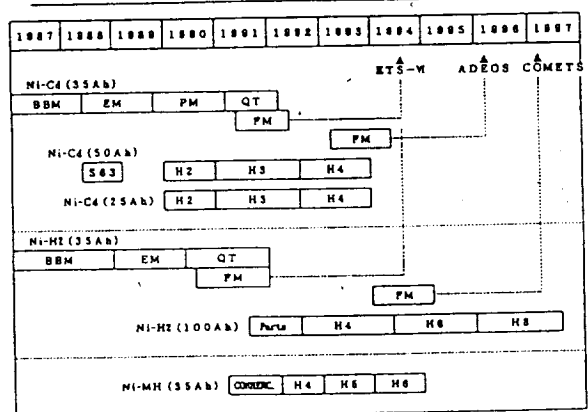 1987 1988 1989 1990 1991 1992 1993 1994 1995 1996 1997
ETS-VI ADEOS COMETS
Ni-Cd (35Ah)
BBM EM PM QT
FM
FM
Ni-Cd (50Ah)
S63 H2 H3 H4
Ni-Cd (25Ah) H2 H3 H4
Ni-H2 (35Ah)
BBM EM QT
FM
FM
Ni-H2 (100Ah) Parts H4 H6 H8
Ni-MH (35Ah) COMMERC. H4 H5 H6